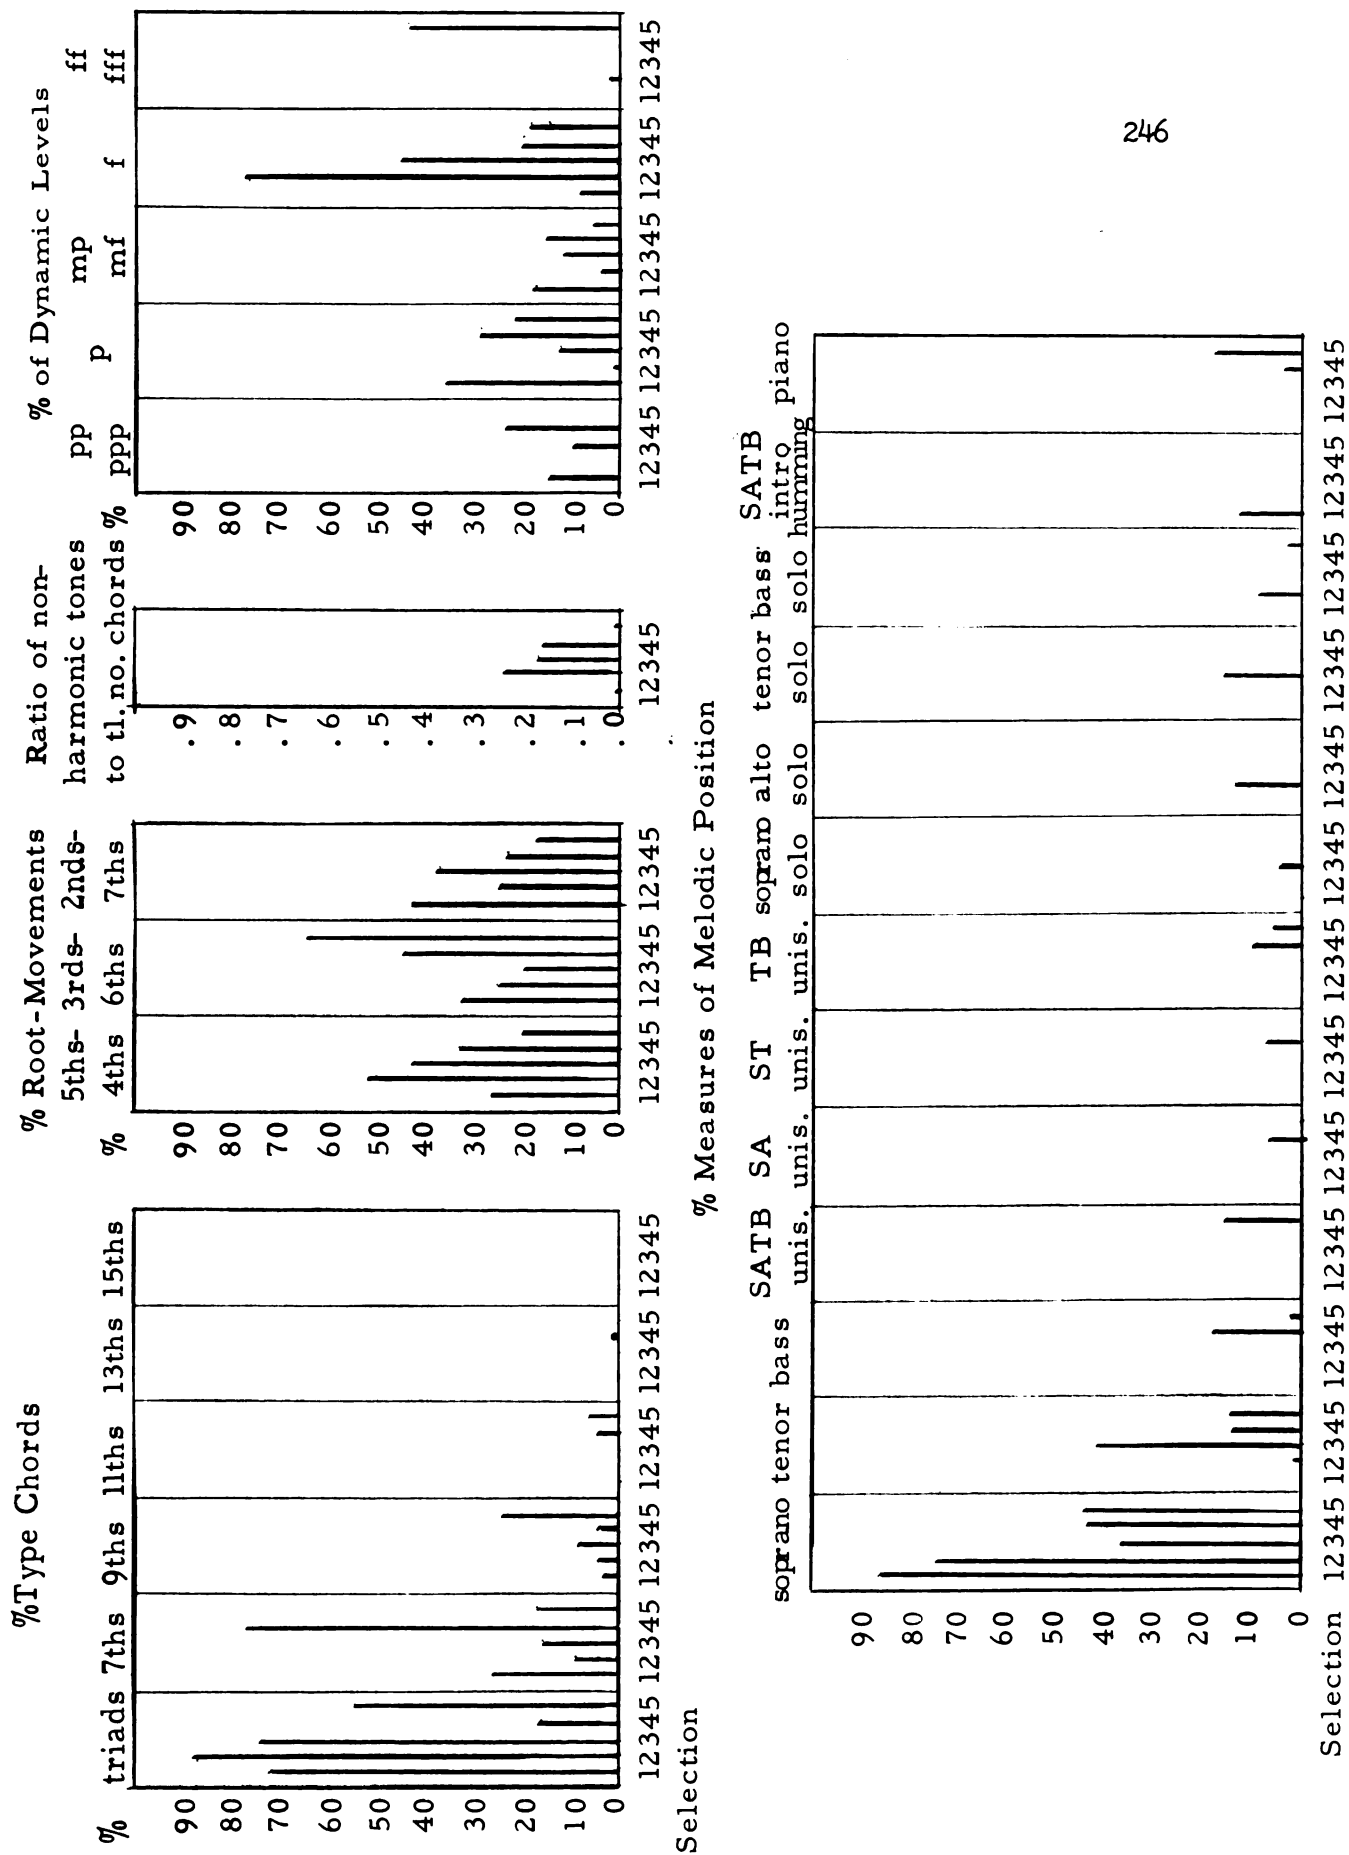 246
%Type Chords
% Root-Movements
Ratio of non-
% of Dynamic Levels
5ths- 3rds- 2nds-
harmonic tones
pp p mp f ff
% triads 7ths 9ths 11ths 13ths 15ths
% 4ths 6ths 7ths
to tl. no. chords
% ppp mf fff
90 90 .9 90
80 80 .8 80
70 70 .7 70
60 60 .6 60
50 50 .5 50
40 40 .4 40
30 30 .3 30
20 20 .2 20
10 10 .1 10
0 0 .0 0
12345 12345 12345 12345 12345 12345 12345 12345 12345 12345 12345 12345 12345 12345 12345
Selection
% Measures of Melodic Position
SATB
SATB SA ST TB soprano alto tenor bass intro
soprano tenor bass unis. unis. unis. unis. solo solo solo solo humming piano
90
80
70
60
50
40
30
20
10
0
12345 12345 12345 12345 12345 12345 12345 12345 12345 12345 12345 12345 12345
Selection